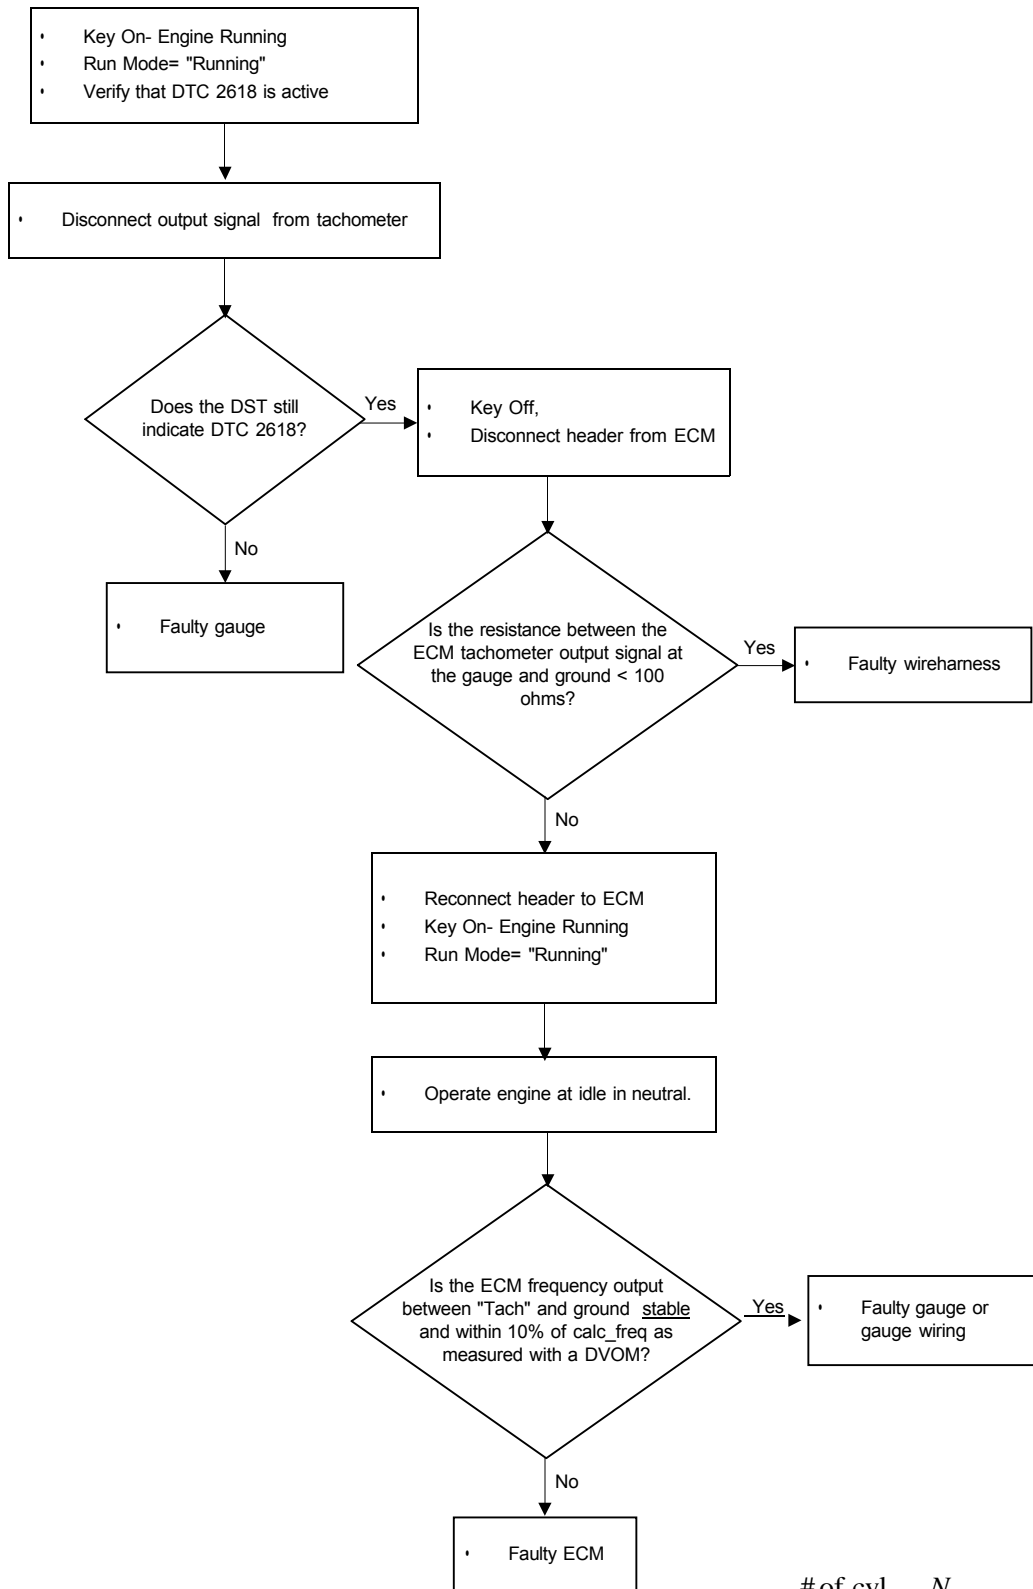 • Key On- Engine Running
• Run Mode= "Running"
• Verify that DTC 2618 is active
• Disconnect output signal from tachometer
Does the DST still
indicate DTC 2618?
Yes
• Key Off,
• Disconnect header from ECM
No
• Faulty gauge
Is the resistance between the
ECM tachometer output signal at
the gauge and ground < 100
ohms?
Yes
• Faulty wireharness
No
• Reconnect header to ECM
• Key On- Engine Running
• Run Mode= "Running"
• Operate engine at idle in neutral.
Is the ECM frequency output
between "Tach" and ground stable
and within 10% of calc_freq as
measured with a DVOM?
Yes
• Faulty gauge or
gauge wiring
No
• Faulty ECM
# of cyl N